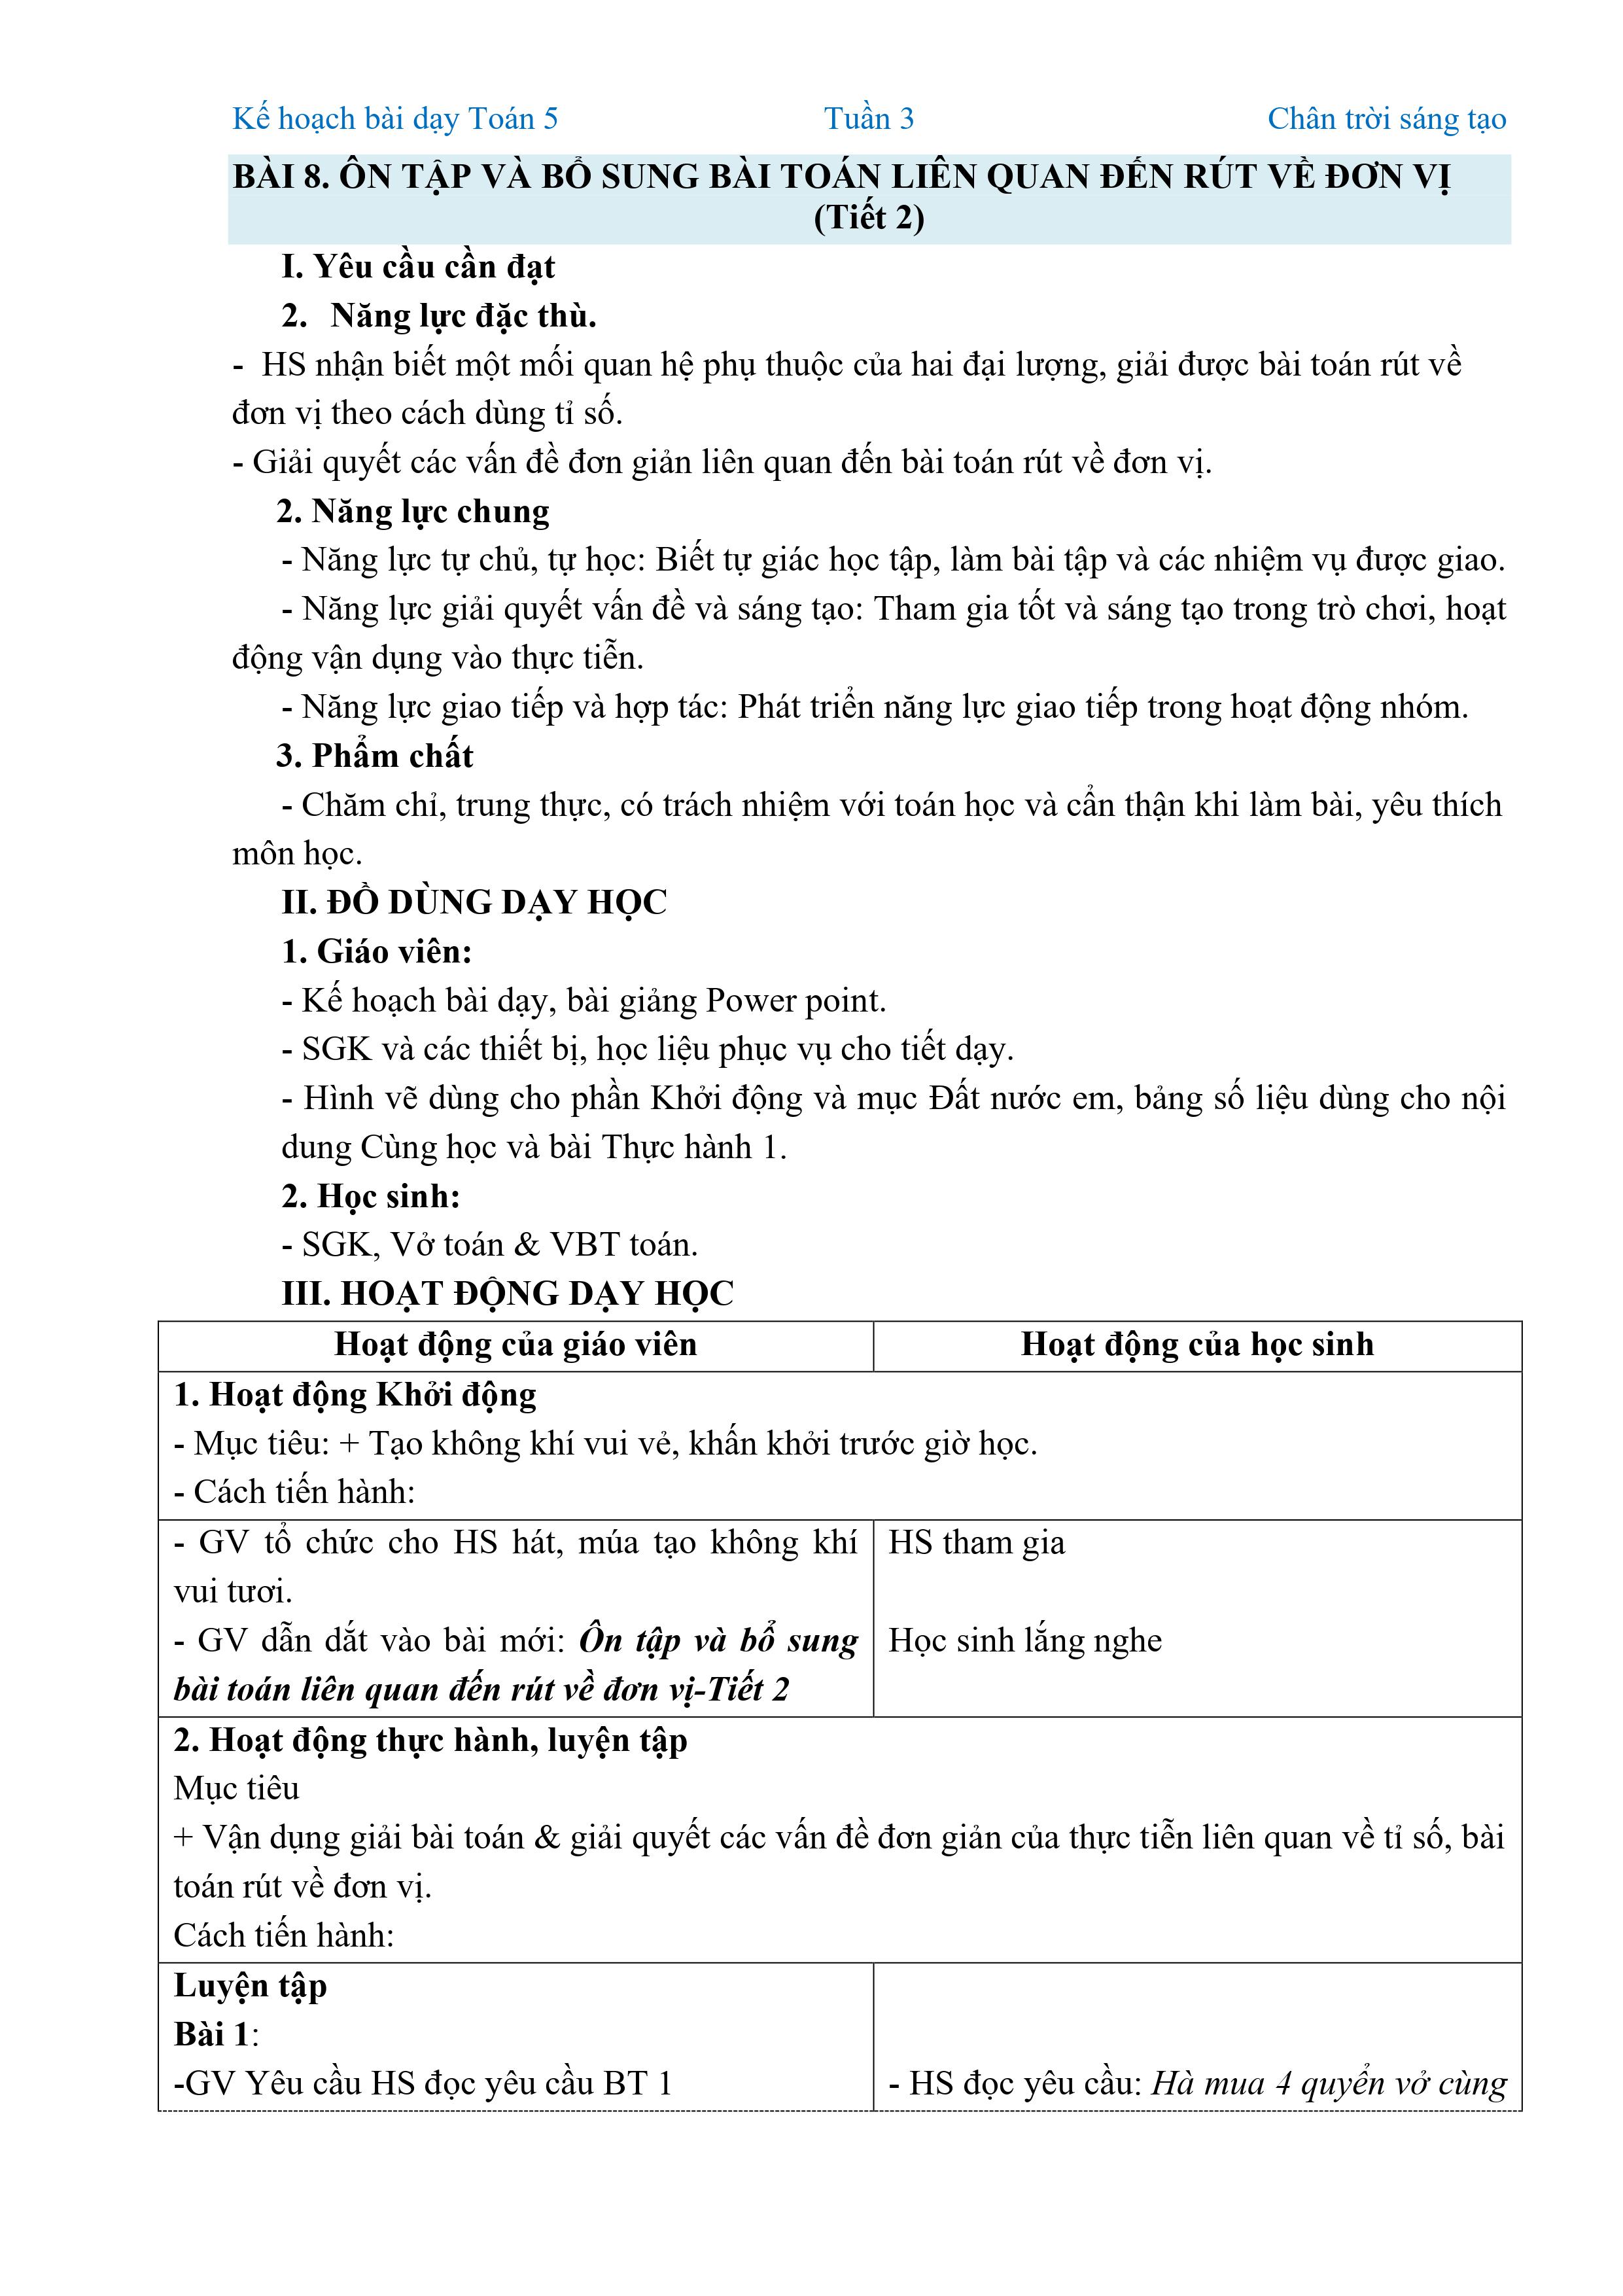 Kế hoạch bài dạy Toán 5 Tuần 3 Chân trời sáng tạo
BÀI 8. ÔN TẬP VÀ BỔ SUNG BÀI TOÁN LIÊN QUAN ĐẾN RÚT VỀ ĐƠN VỊ
(Tiết 2)
I. Yêu cầu cần đạt
2. Năng lực đặc thù.
- HS nhận biết một mối quan hệ phụ thuộc của hai đại lượng, giải được bài toán rút về
đơn vị theo cách dùng tỉ số.
- Giải quyết các vấn đề đơn giản liên quan đến bài toán rút về đơn vị.
2. Năng lực chung
- Năng lực tự chủ, tự học: Biết tự giác học tập, làm bài tập và các nhiệm vụ được giao.
- Năng lực giải quyết vấn đề và sáng tạo: Tham gia tốt và sáng tạo trong trò chơi, hoạt
động vận dụng vào thực tiễn.
- Năng lực giao tiếp và hợp tác: Phát triển năng lực giao tiếp trong hoạt động nhóm.
3. Phẩm chất
- Chăm chỉ, trung thực, có trách nhiệm với toán học và cẩn thận khi làm bài, yêu thích
môn học.
II. ĐỒ DÙNG DẠY HỌC
1. Giáo viên:
- Kế hoạch bài dạy, bài giảng Power point.
- SGK và các thiết bị, học liệu phục vụ cho tiết dạy.
- Hình vẽ dùng cho phần Khởi động và mục Đất nước em, bảng số liệu dùng cho nội
dung Cùng học và bài Thực hành 1.
2. Học sinh:
- SGK, Vở toán & VBT toán.
III. HOẠT ĐỘNG DẠY HỌC
Hoạt động của giáo viên Hoạt động của học sinh
1. Hoạt động Khởi động
- Mục tiêu: + Tạo không khí vui vẻ, khấn khởi trước giờ học.
- Cách tiến hành:
- GV tổ chức cho HS hát, múa tạo không khí
vui tươi.
- GV dẫn dắt vào bài mới: Ôn tập và bổ sung
bài toán liên quan đến rút về đơn vị-Tiết 2
HS tham gia
Học sinh lắng nghe
2. Hoạt động thực hành, luyện tập
Mục tiêu
+ Vận dụng giải bài toán & giải quyết các vấn đề đơn giản của thực tiễn liên quan về tỉ số, bài
toán rút về đơn vị.
Cách tiến hành:
Luyện tập
Bài 1:
-GV Yêu cầu HS đọc yêu cầu BT 1
- HS đọc yêu cầu: Hà mua 4 quyển vở cùng